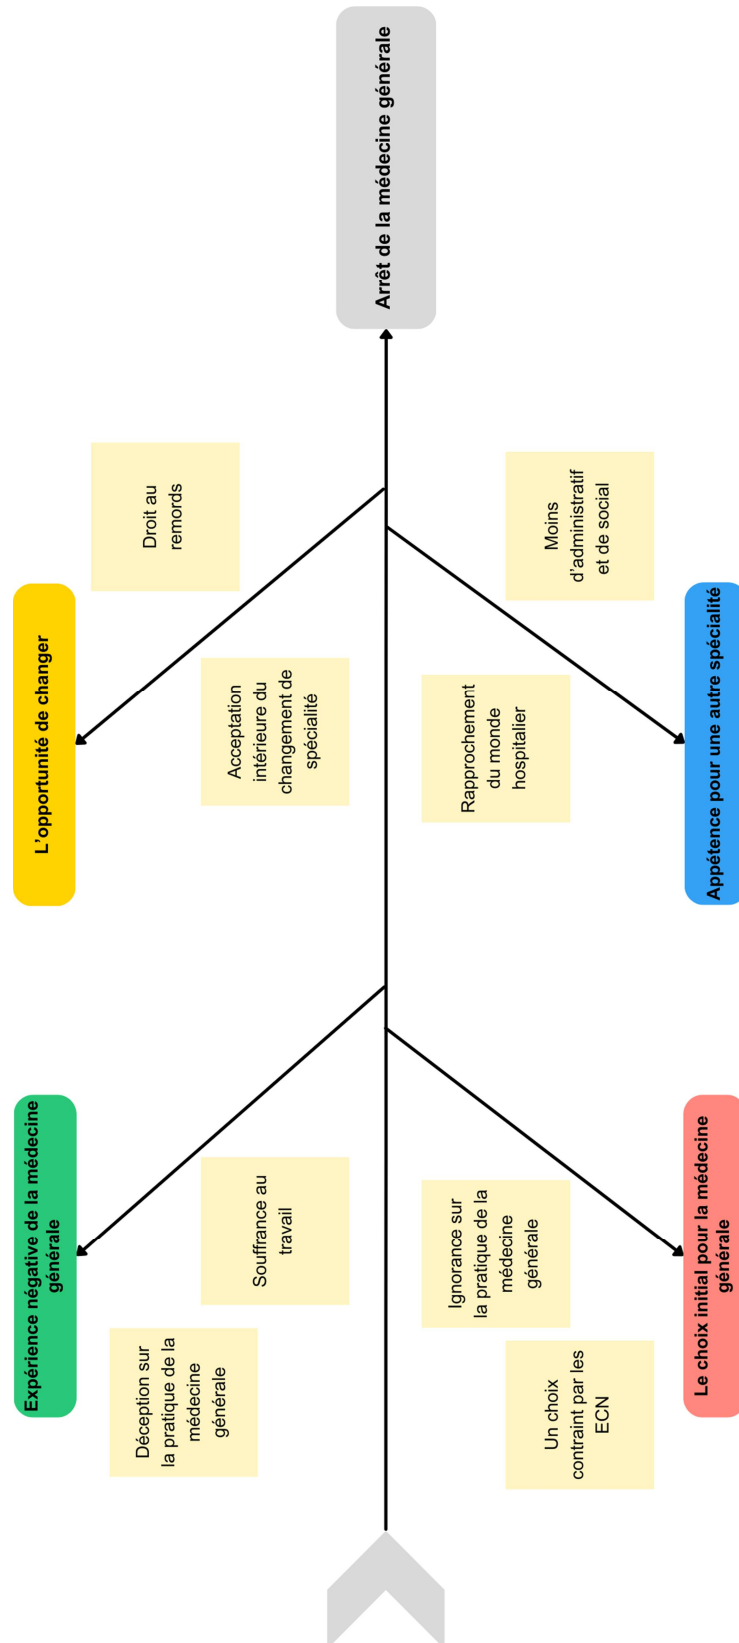 Expérience négative de la médecine
générale
L'opportunité de changer
Déception sur
la pratique de la
médecine
générale
Souffrance au
travail
Acceptation
intérieure du
changement de
spécialité
Droit au
remords
Arrêt de la médecine générale
Un choix
contraint par les
ECN
Ignorance sur
la pratique de la
médecine
générale
Rapprochement
du monde
hospitalier
Moins
d'administratif
et de social
Le choix initial pour la médecine
générale
Appétence pour une autre spécialité